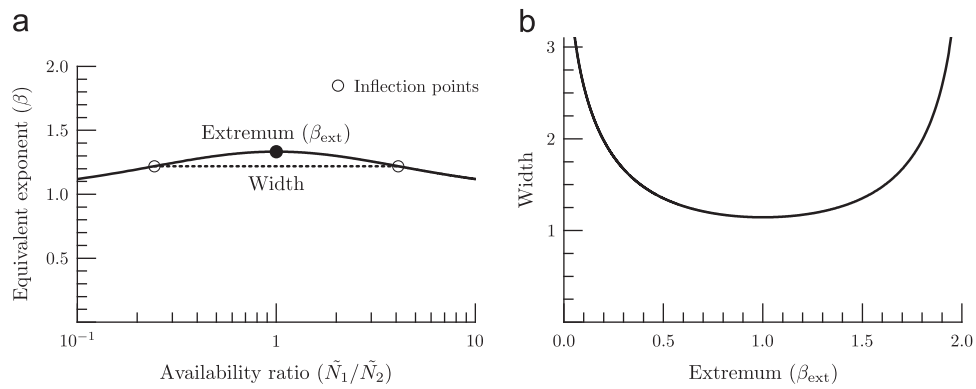 a
2.0
1.5
1.0
0.5
Equivalent exponent (β)
Inflection points
Extremum (β_ext)
Width
10⁻¹ 1 10
Availability ratio (Ñ₁/Ñ₂)
b
3
2
1
Width
0.0 0.5 1.0 1.5 2.0
Extremum (β_ext)